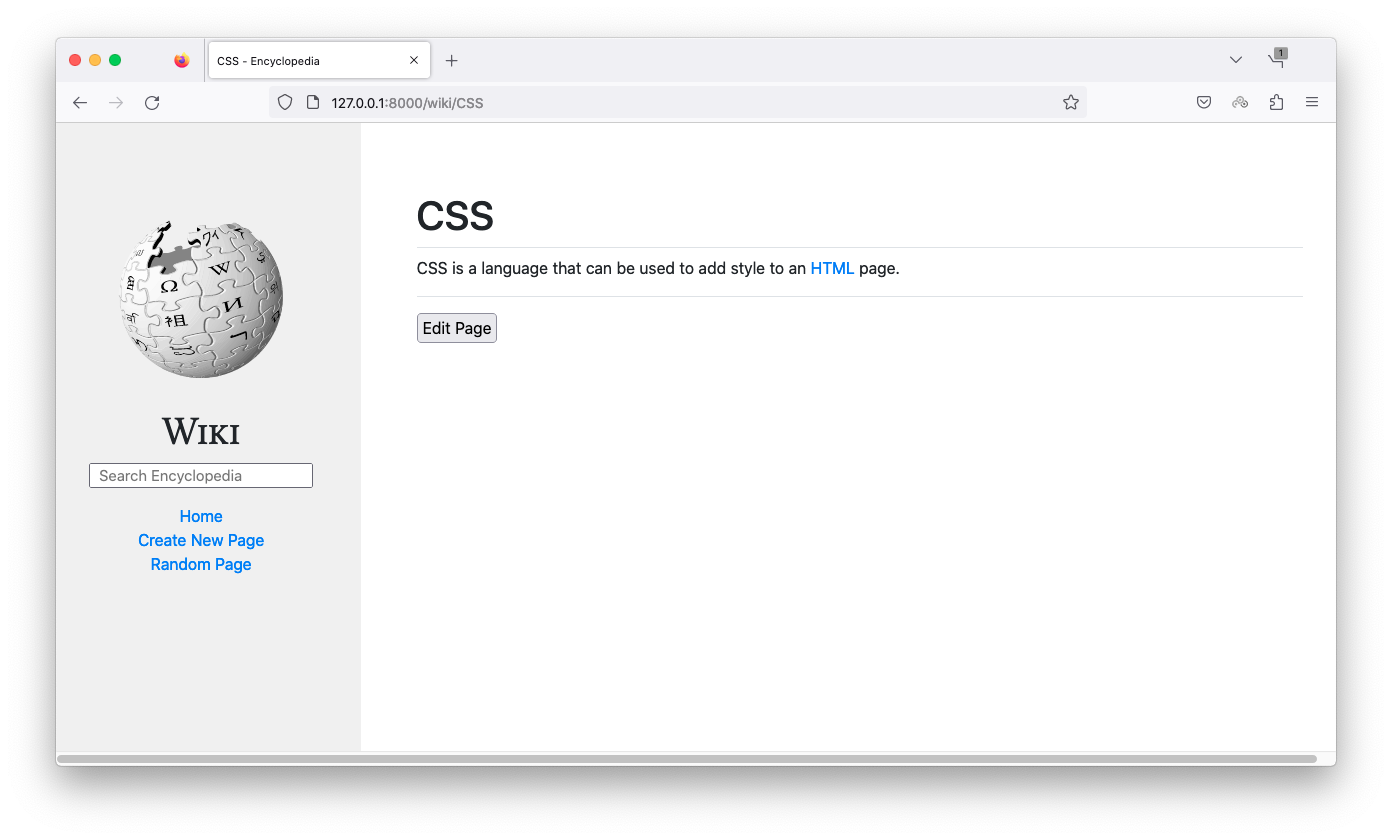 CSS - Encyclopedia
1
127.0.0.1:8000/wiki/CSS
CSS
CSS is a language that can be used to add style to an HTML page.
Edit Page
Ω W И
祖
Wiki
Search Encyclopedia
Home
Create New Page
Random Page